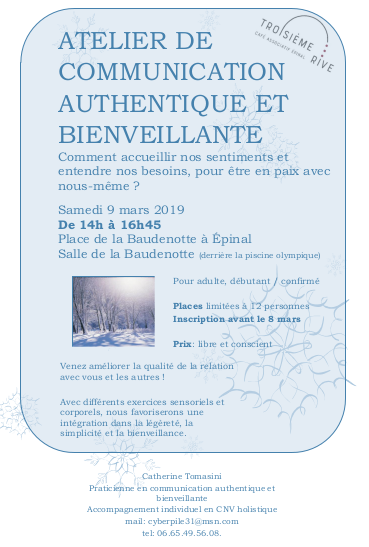 TROISIÈME RIVE
CAFÉ ASSOCIATIF EPINAL
ATELIER DE
COMMUNICATION
AUTHENTIQUE ET
BIENVEILLANTE
Comment accueillir nos sentiments et
entendre nos besoins, pour être en paix avec
nous-même ?
Samedi 9 mars 2019
De 14h à 16h45
Place de la Baudenotte à Épinal
Salle de la Baudenotte (derrière la piscine olympique)
Pour adulte, débutant / confirmé
Places limitées à 12 personnes
Inscription avant le 8 mars
Prix: libre et conscient
Venez améliorer la qualité de la relation
avec vous et les autres !
Avec différents exercices sensoriels et
corporels, nous favoriserons une
intégration dans la légèreté, la
simplicité et la bienveillance.
Catherine Tomasini
Praticienne en communication authentique et
bienveillante
Accompagnement individuel en CNV holistique
mail: cyberpile31@msn.com
tel: 06.65.49.56.08.